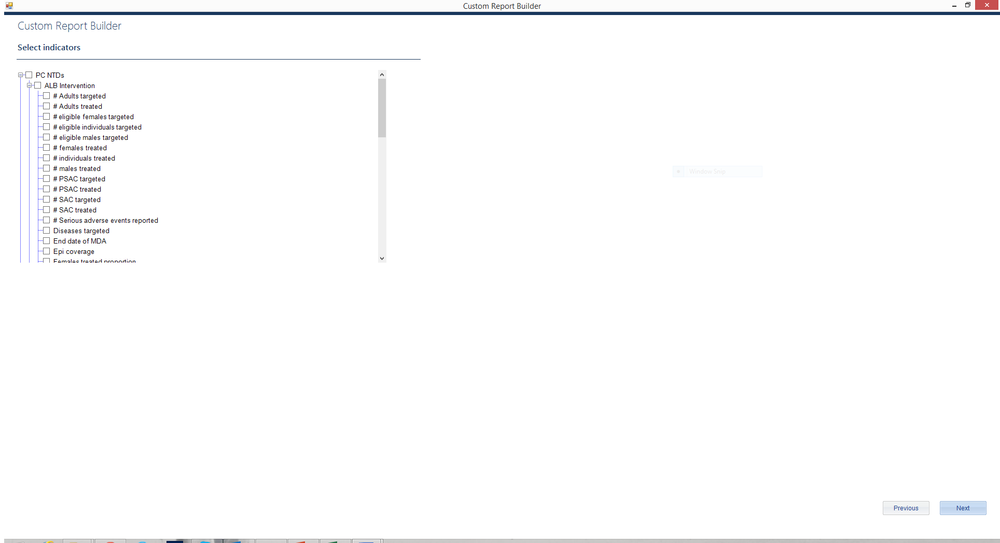 Custom Report Builder
Custom Report Builder
Select indicators
PC NTDs
ALB Intervention
# Adults targeted
# Adults treated
# eligible females targeted
# eligible individuals targeted
# eligible males targeted
# females treated
# individuals treated
# males treated
# PSAC targeted
# PSAC treated
# SAC targeted
# SAC treated
# Serious adverse events reported
Diseases targeted
End date of MDA
Epi coverage
Females treated proportion
Window Snip
Previous
Next